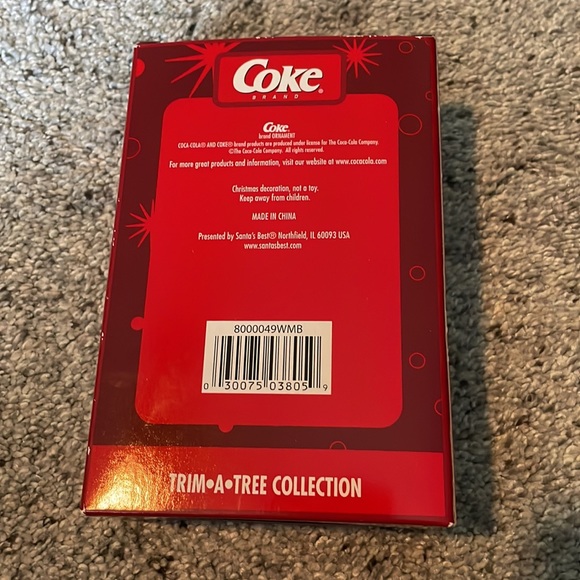 Coke®
BRAND
Coke®
brand ORNAMENT
COCA-COLA® AND COKE® brand products are produced under license for The Coca-Cola Company.
©The Coca-Cola Company. All rights reserved.
For more great products and information, visit our website at www.cocacola.com
Christmas decoration, not a toy.
Keep away from children.
MADE IN CHINA
Presented by Santa's Best® Northfield, IL 60093 USA
www.santasbest.com
8000049WMB
0 30075 03805 9
TRIM•A•TREE COLLECTION